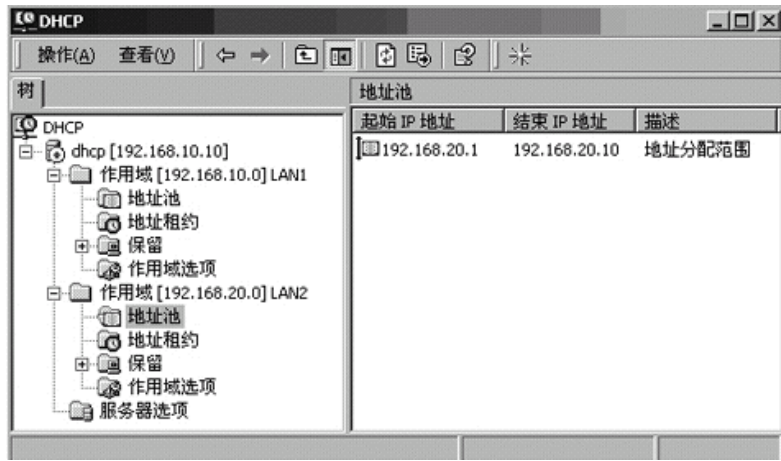 DHCP
操作(A) 查看(V)
树
DHCP
dhcp [192.168.10.10]
作用域 [192.168.10.0] LAN1
地址池
地址租约
保留
作用域选项
作用域 [192.168.20.0] LAN2
地址池
地址租约
保留
作用域选项
服务器选项
地址池
起始 IP 地址 结束 IP 地址 描述
192.168.20.1 192.168.20.10 地址分配范围